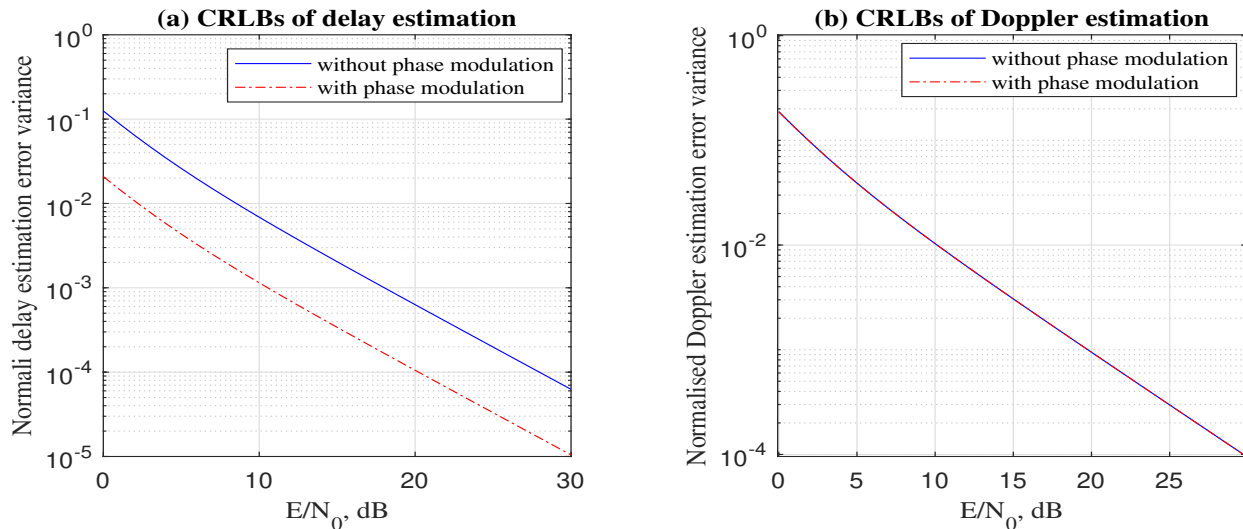 (a) CRLBs of delay estimation
Normali delay estimation error variance
10^0
10^-1
10^-2
10^-3
10^-4
10^-5
without phase modulation
with phase modulation
0 10 20 30
E/N_0, dB
(b) CRLBs of Doppler estimation
Normalised Doppler estimation error variance
10^0
10^-2
10^-4
without phase modulation
with phase modulation
0 5 10 15 20 25
E/N_0, dB